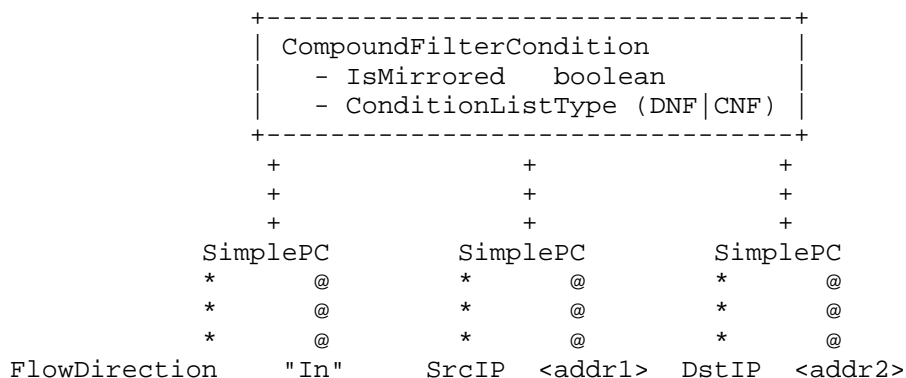 +---------------------------------+
| CompoundFilterCondition         |
|   - IsMirrored   boolean        |
|   - ConditionListType (DNF|CNF) |
+---------------------------------+
+               +               +
+               +               +
+               +               +
SimplePC        SimplePC        SimplePC
*      @        *      @        *      @
*      @        *      @        *      @
*      @        *      @        *      @
FlowDirection    "In"     SrcIP  <addr1>  DstIP  <addr2>